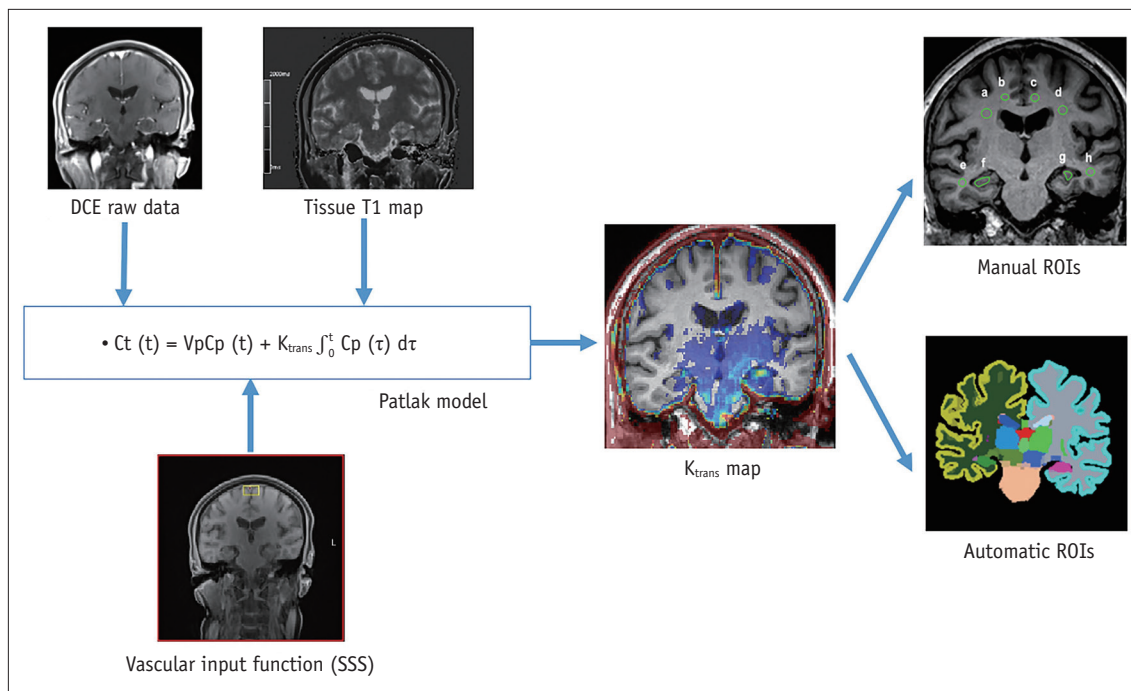 DCE raw data
Tissue T1 map
2000ms
• Ct (t) = VpCp (t) + Ktrans ∫₀ᵗ Cp (τ) dτ
Patlak model
L
Vascular input function (SSS)
Ktrans map
a b c d
e f g h
Manual ROIs
Automatic ROIs